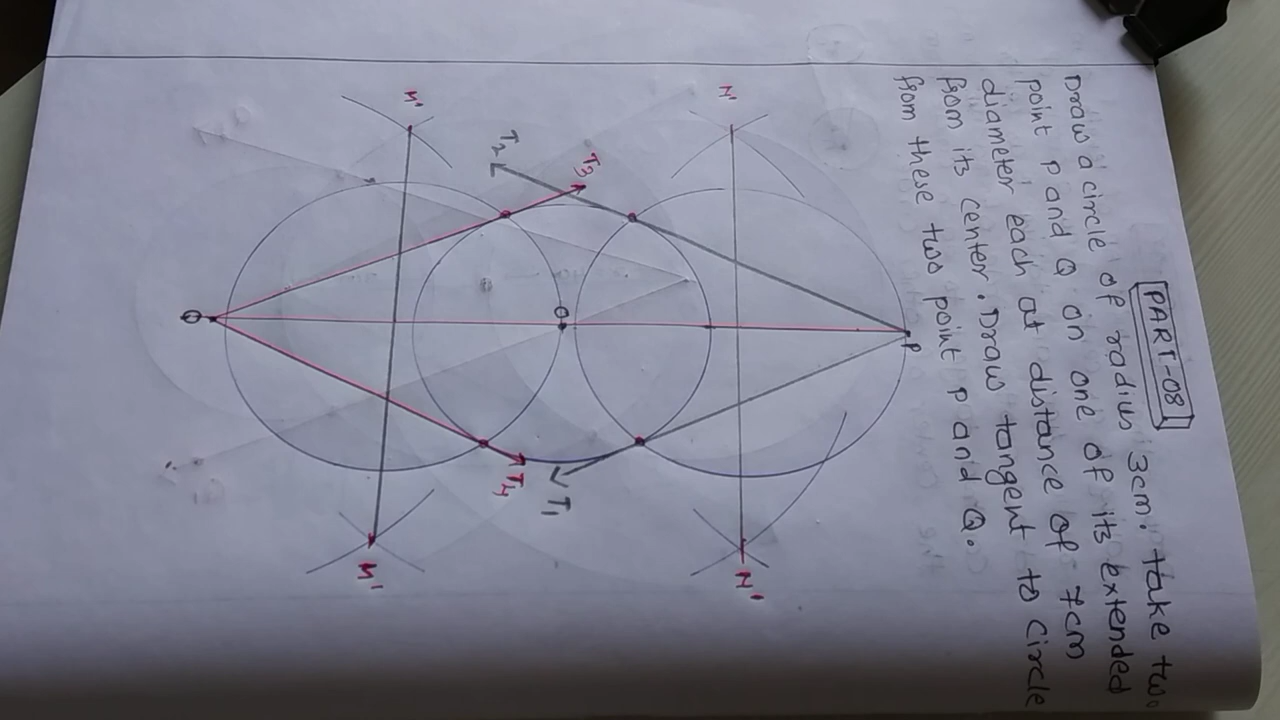 PART-08
Draw a circle of radius 3cm. take two
point P and Q on one of its extended
diameter each at distance of 7cm
from its center. Draw tangent to circle
from these two point P and Q.
P
N'
N'
T1
T2
T3
T4
O
M'
M'
Q